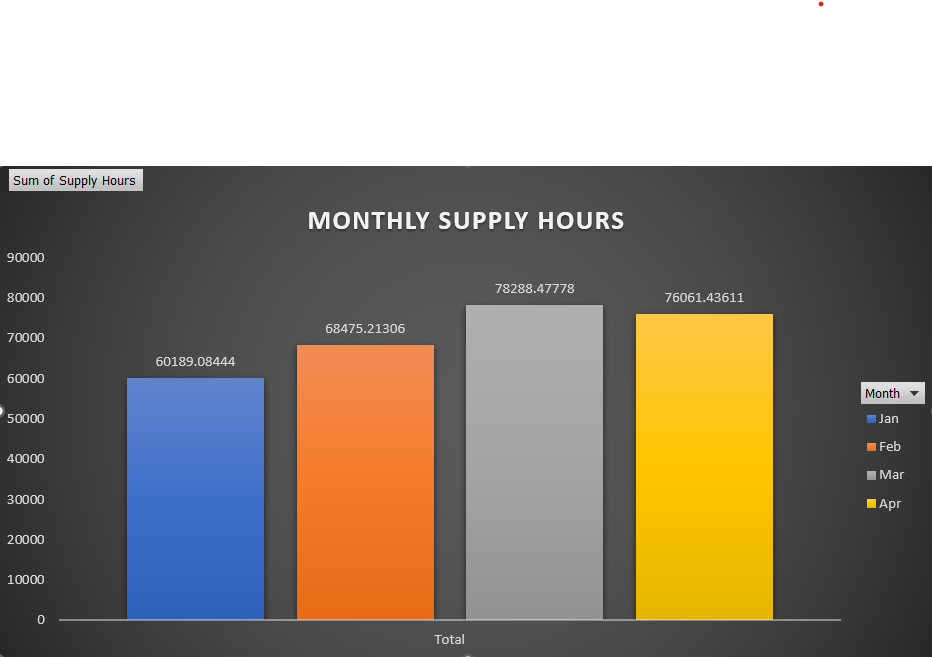 Sum of Supply Hours
MONTHLY SUPPLY HOURS
90000
80000
70000
60000
50000
40000
30000
20000
10000
0
60189.08444
68475.21306
78288.47778
76061.43611
Total
Month
Jan
Feb
Mar
Apr